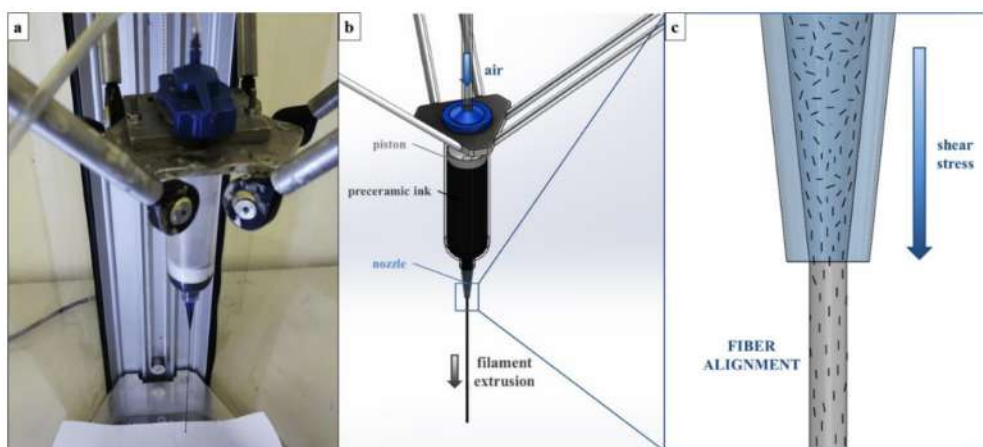 a
b
c
air
piston
preceramic ink
nozzle
filament
extrusion
shear
stress
FIBER
ALIGNMENT